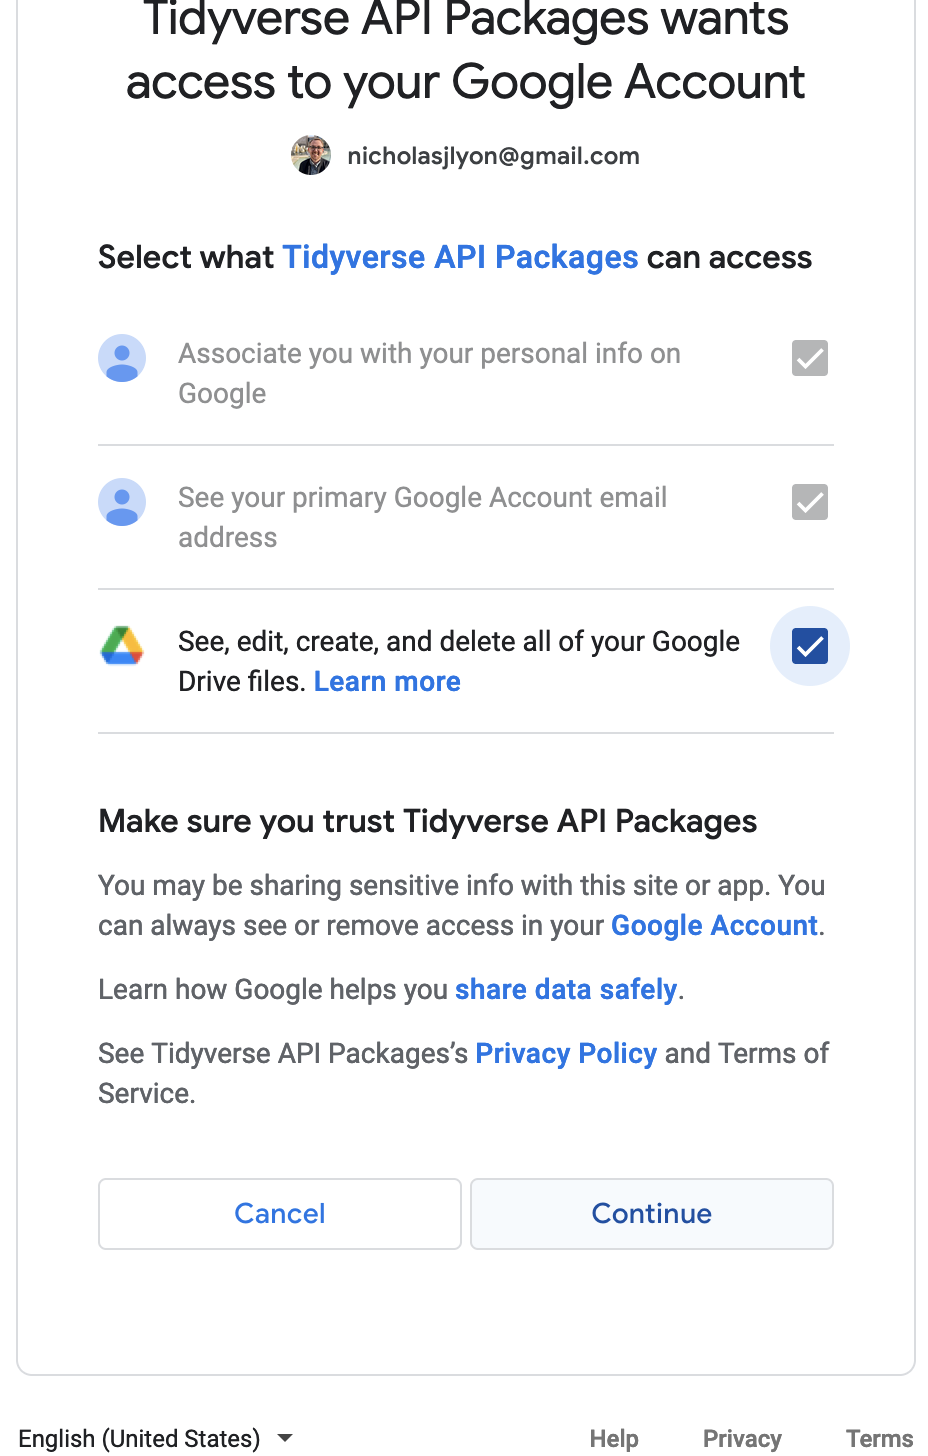 Tidyverse API Packages wants
access to your Google Account
nicholasjlyon@gmail.com
Select what Tidyverse API Packages can access
Associate you with your personal info on
Google
See your primary Google Account email
address
See, edit, create, and delete all of your Google
Drive files. Learn more
Make sure you trust Tidyverse API Packages
You may be sharing sensitive info with this site or app. You
can always see or remove access in your Google Account.
Learn how Google helps you share data safely.
See Tidyverse API Packages’s Privacy Policy and Terms of
Service.
Cancel Continue
English (United States) Help Privacy Terms